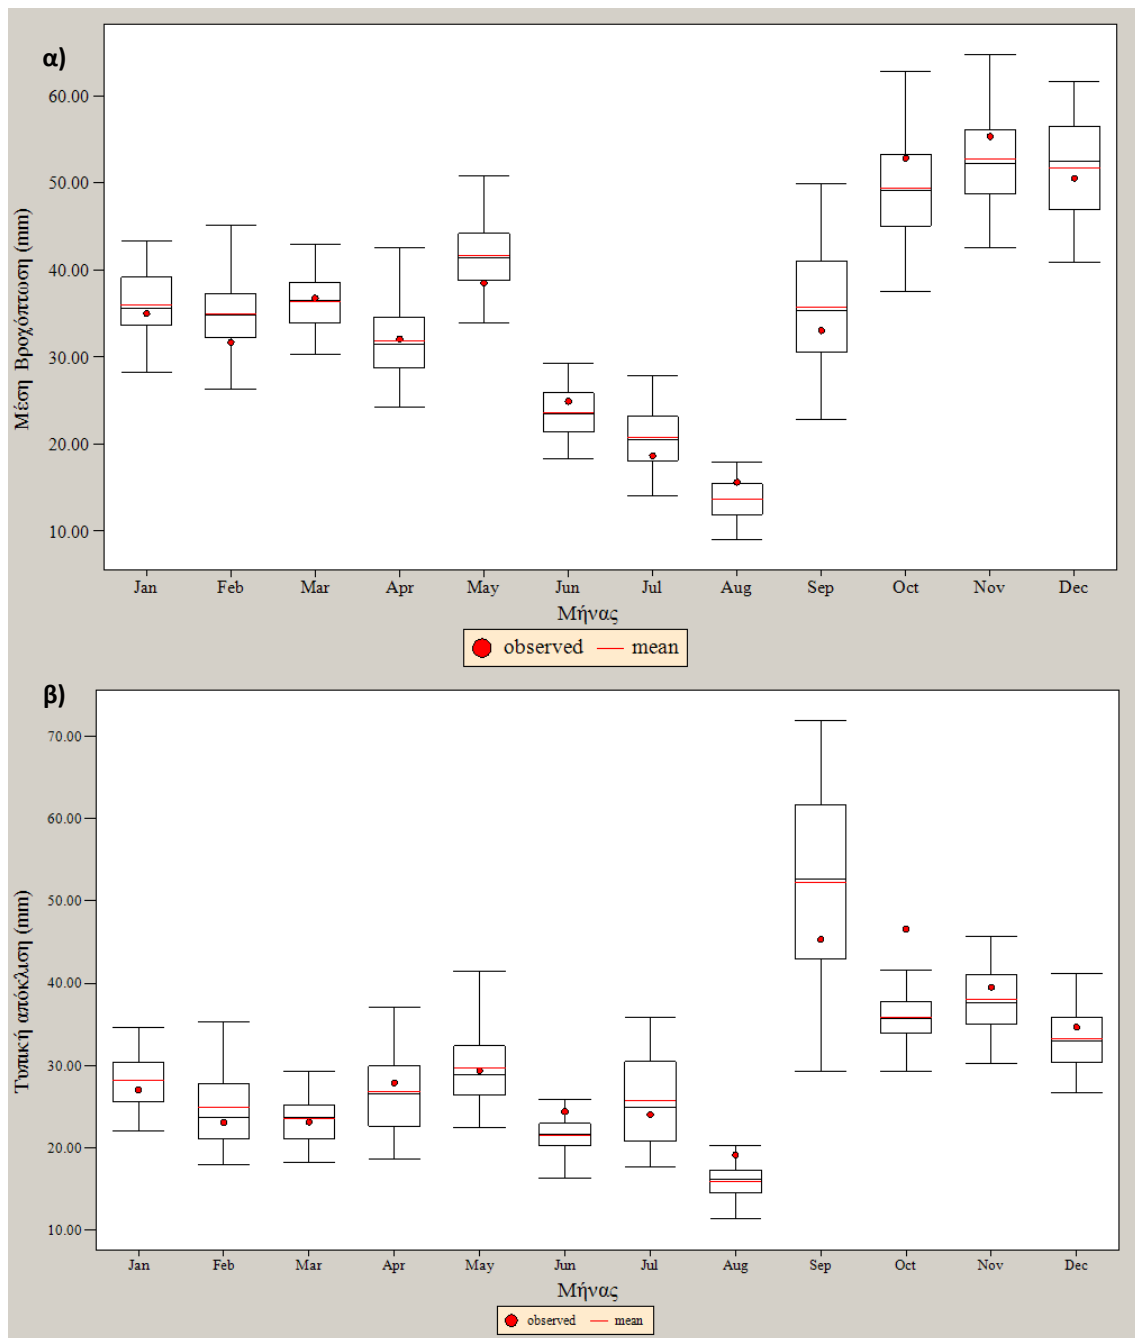 α)
Μέση Βροχόπτωση (mm)
60.00
50.00
40.00
30.00
20.00
10.00
Jan Feb Mar Apr May Jun Jul Aug Sep Oct Nov Dec
Μήνας
observed mean
β)
Τυπική απόκλιση (mm)
70.00
60.00
50.00
40.00
30.00
20.00
10.00
Jan Feb Mar Apr May Jun Jul Aug Sep Oct Nov Dec
Μήνας
observed mean